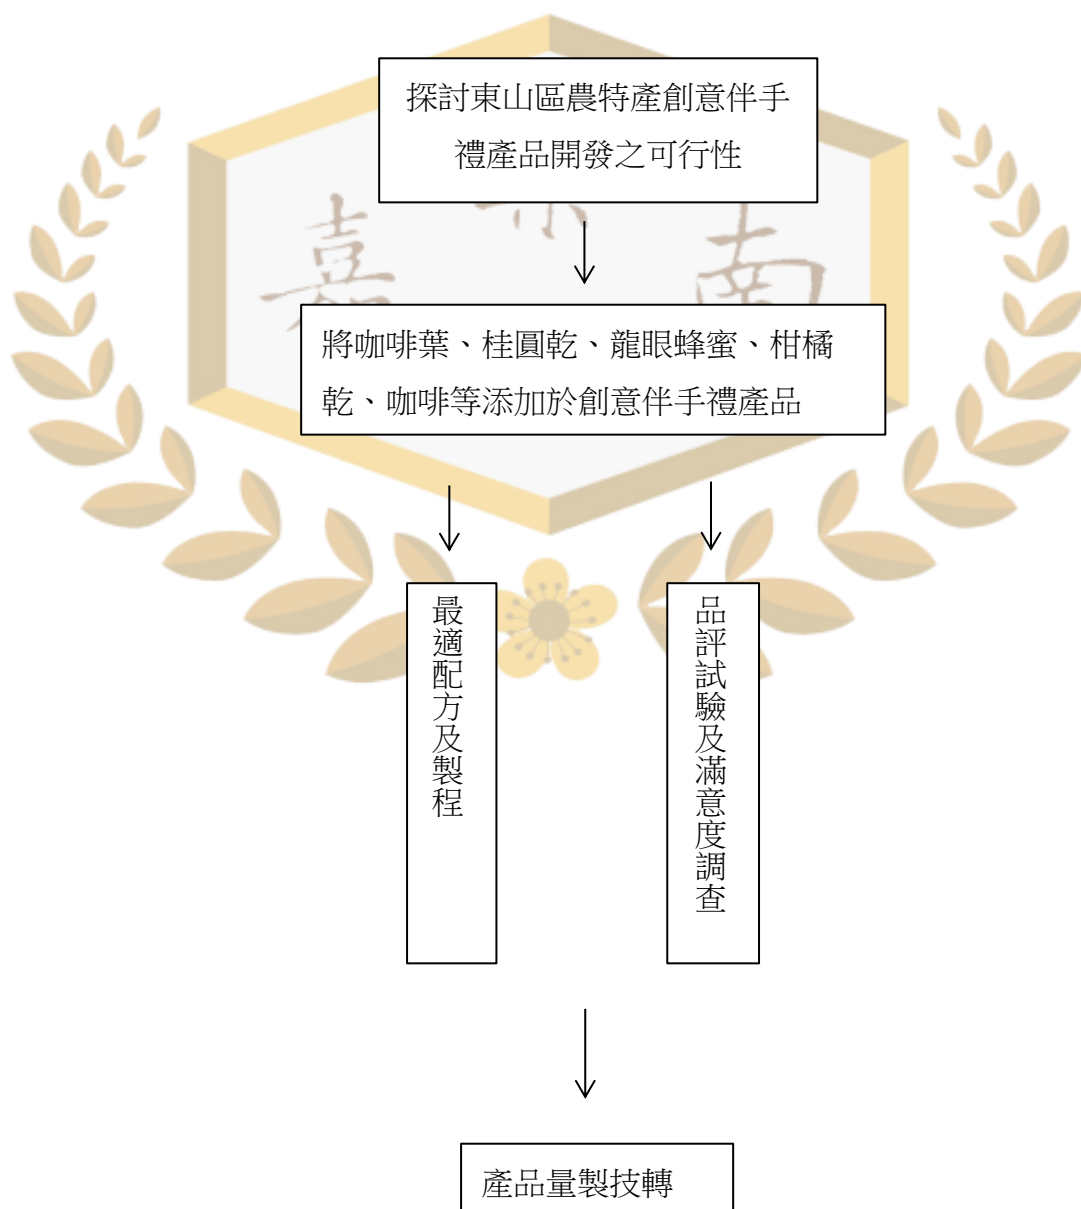 探討東山區農特產創意伴手
禮產品開發之可行性
嘉
南
將咖啡葉、桂圓乾、龍眼蜂蜜、柑橘
乾、咖啡等添加於創意伴手禮產品
最適配方及製程
品評試驗及滿意度調查
產品量製技轉